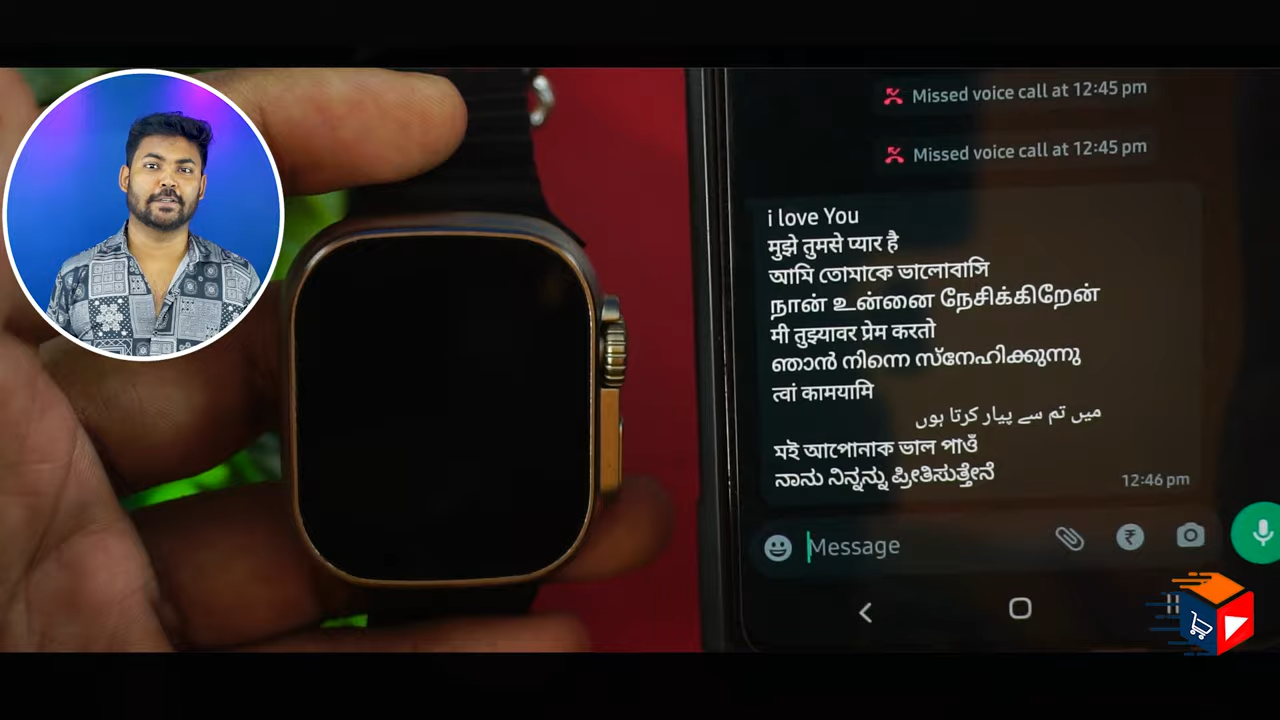 Missed voice call at 12:45 pm
Missed voice call at 12:45 pm
i love You
मुझे तुमसे प्यार है
আমি তোমাকে ভালোবাসি
நான் உன்னை நேசிக்கிறேன்
मी तुझ्यावर प्रेम करतो
ഞാൻ നിന്നെ സ്നേഹിക്കുന്നു
त्वां कामयामि
میں تم سے پیار کرتا ہوں
মই আপোনাক ভাল পাওঁ
ನಾನು ನಿನ್ನನ್ನು ಪ್ರೀತಿಸುತ್ತೇನೆ
12:46 pm
Message